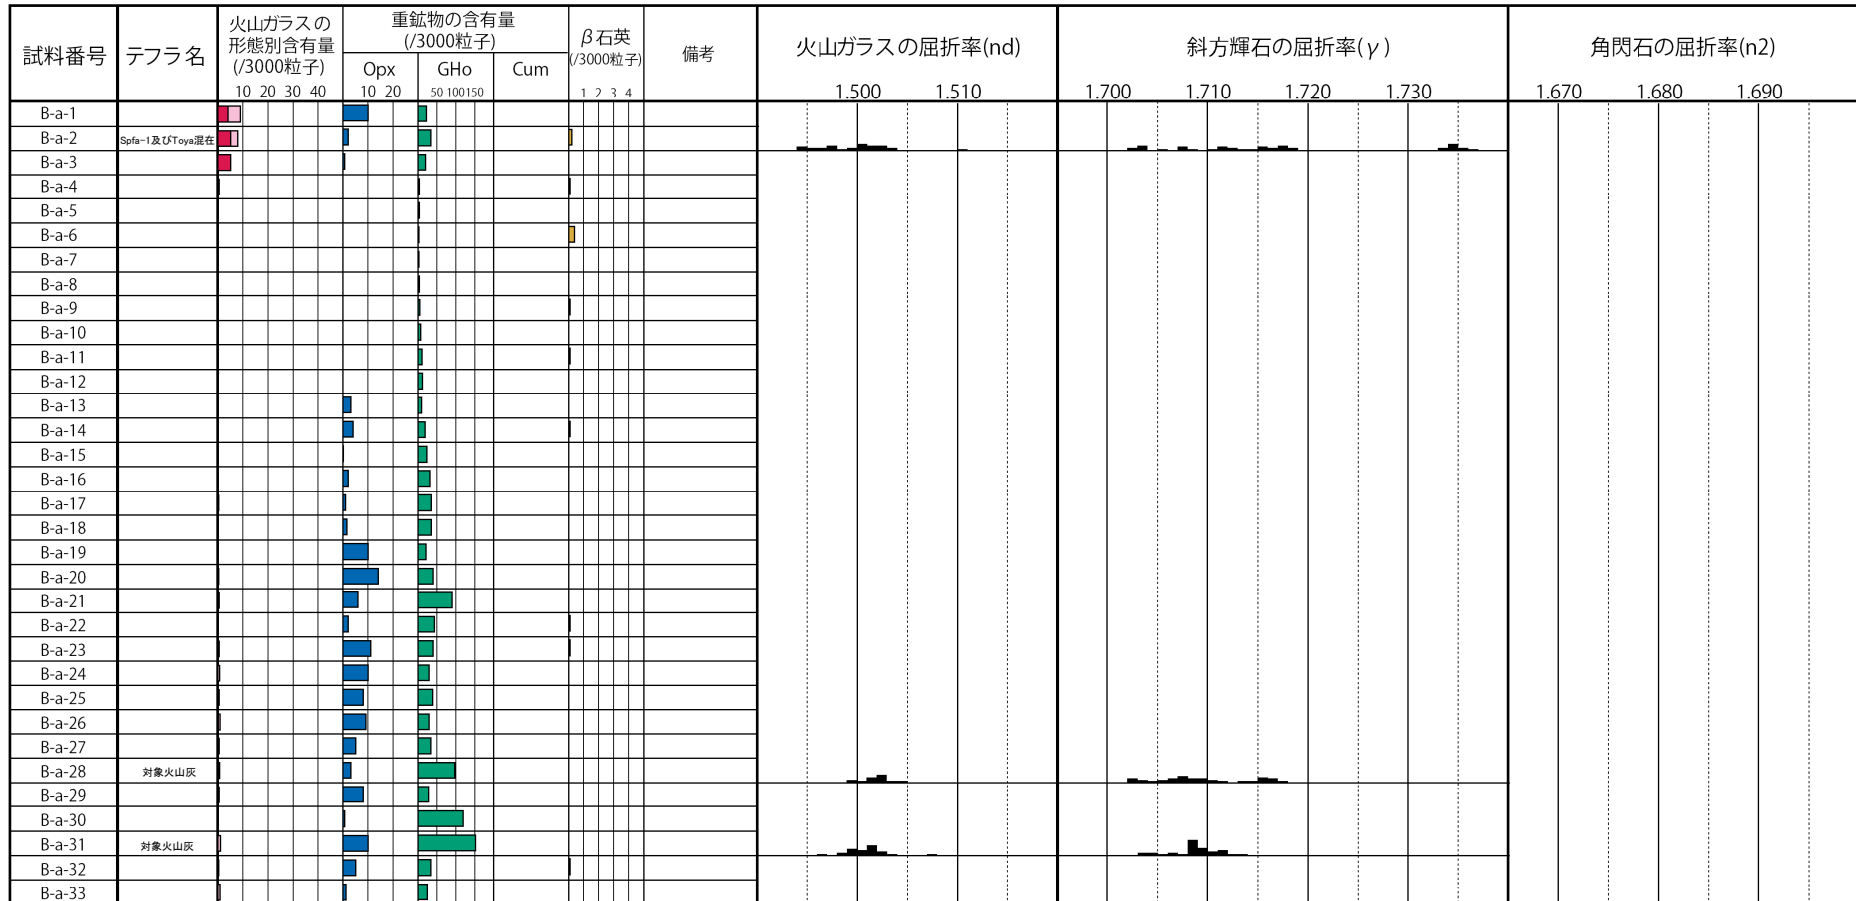 試料番号
テフラ名
火山ガラスの
形態別含有量
(/3000粒子)
10 20 30 40
重鉱物の含有量
(/3000粒子)
Opx
10 20
GHo
50 100 150
Cum
β石英
(/3000粒子)
1 2 3 4
備考
火山ガラスの屈折率(nd)
1.500 1.510
斜方輝石の屈折率(γ)
1.700 1.710 1.720 1.730
角閃石の屈折率(n2)
1.670 1.680 1.690
B-a-1
B-a-2 Spfa-1及びToya混在
B-a-3
B-a-4
B-a-5
B-a-6
B-a-7
B-a-8
B-a-9
B-a-10
B-a-11
B-a-12
B-a-13
B-a-14
B-a-15
B-a-16
B-a-17
B-a-18
B-a-19
B-a-20
B-a-21
B-a-22
B-a-23
B-a-24
B-a-25
B-a-26
B-a-27
B-a-28 対象火山灰
B-a-29
B-a-30
B-a-31 対象火山灰
B-a-32
B-a-33